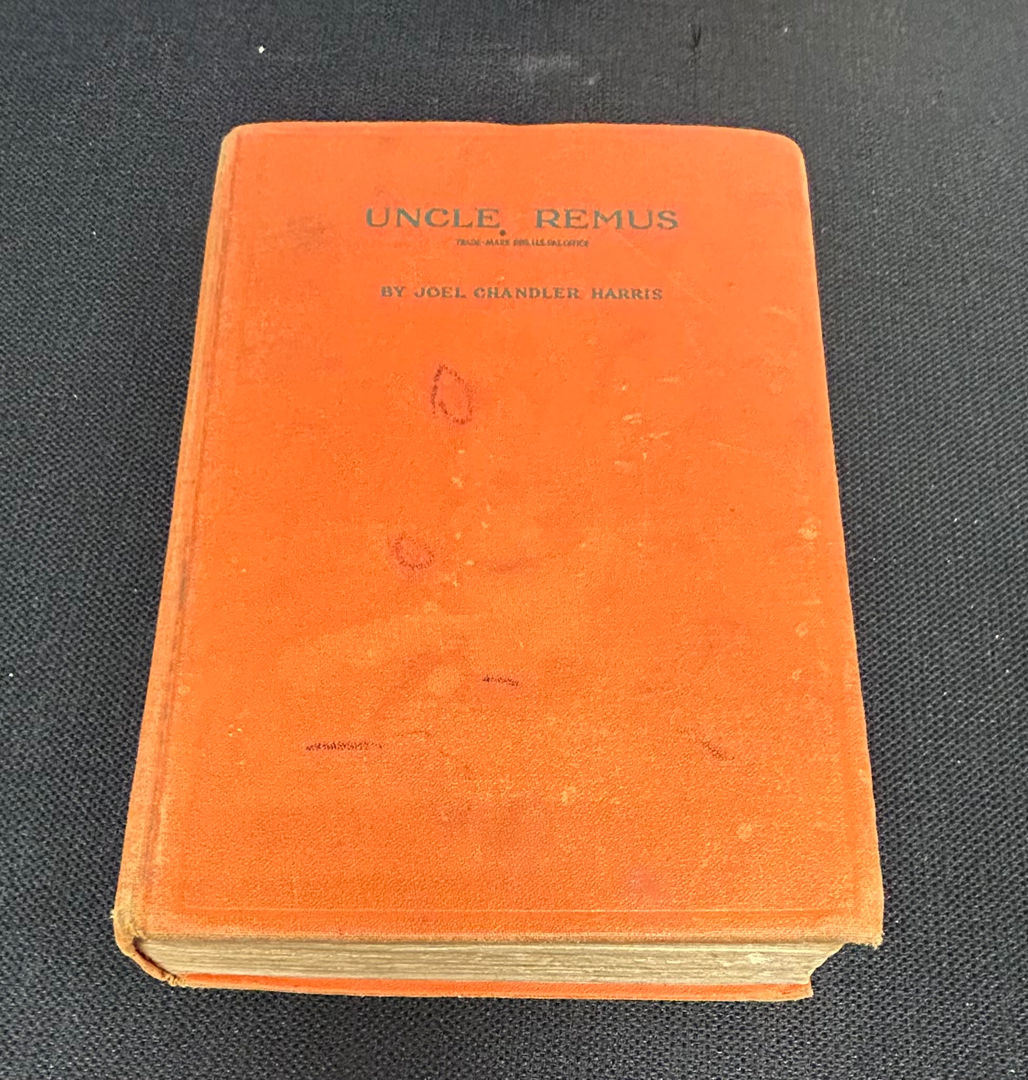 UNCLE REMUS
TRADE-MARK REG. U.S. PAT. OFFICE
BY JOEL CHANDLER HARRIS